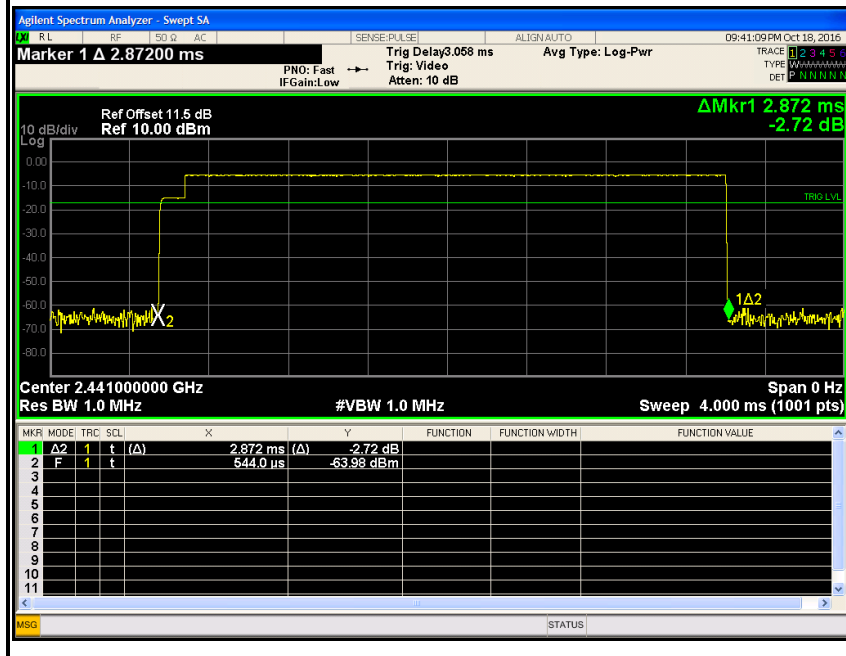 Agilent Spectrum Analyzer - Swept SA
LXI RL RF 50 Ω AC SENSE:PULSE ALIGNAUTO 09:41:09PM Oct 18, 2016
Marker 1 Δ 2.87200 ms
PNO: Fast
IFGain:Low
Trig Delay3.058 ms
Trig: Video
Atten: 10 dB
Avg Type: Log-Pwr
TRACE 1 2 3 4 5 6
TYPE
DET P N N N N N
Ref Offset 11.5 dB
10 dB/div Ref 10.00 dBm
Log
ΔMkr1 2.872 ms
-2.72 dB
0.00
-10.0
-20.0
-30.0
-40.0
-50.0
-60.0
-70.0
-80.0
TRIG LVL
X2
1Δ2
Center 2.441000000 GHz Span 0 Hz
Res BW 1.0 MHz #VBW 1.0 MHz Sweep 4.000 ms (1001 pts)
MKR MODE TRC SCL X Y FUNCTION FUNCTION WIDTH FUNCTION VALUE
1 Δ2 1 t (Δ) 2.872 ms (Δ) -2.72 dB
2 F 1 t 544.0 µs -63.98 dBm
3
4
5
6
7
8
9
10
11
MSG STATUS